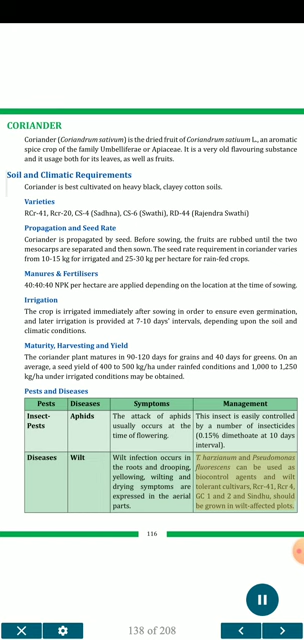 CORIANDER
Coriander (Coriandrum sativum) is the dried fruit of Coriandrum satiuum L., an aromatic
spice crop of the family Umbelliferae or Apiaceae. It is a very old flavouring substance
and it usage both for its leaves, as well as fruits.
Soil and Climatic Requirements
Coriander is best cultivated on heavy black, clayey cotton soils.
Varieties
RCr-41, Rcr-20, CS-4 (Sadhna), CS-6 (Swathi), RD-44 (Rajendra Swathi)
Propagation and Seed Rate
Coriander is propagated by seed. Before sowing, the fruits are rubbed until the two
mesocarps are separated and then sown. The seed rate requirement in coriander varies
from 10-15 kg for irrigated and 25-30 kg per hectare for rain-fed crops.
Manures & Fertilisers
40:40:40 NPK per hectare are applied depending on the location at the time of sowing.
Irrigation
The crop is irrigated immediately after sowing in order to ensure even germination,
and later irrigation is provided at 7-10 days' intervals, depending upon the soil and
climatic conditions.
Maturity, Harvesting and Yield
The coriander plant matures in 90-120 days for grains and 40 days for greens. On an
average, a seed yield of 400 to 500 kg/ha under rainfed conditions and 1,000 to 1,250
kg/ha under irrigated conditions may be obtained.
Pests and Diseases
Pests Diseases Symptoms Management
Insect- Aphids The attack of aphids This insect is easily controlled
Pests usually occurs at the by a number of insecticides
time of flowering. (0.15% dimethoate at 10 days
interval).
Diseases Wilt Wilt infection occurs in T. harzianum and Pseudomonas
the roots and drooping, fluorescens can be used as
yellowing, wilting and biocontrol agents and wilt
drying symptoms are tolerant cultivars, Rcr-41, Rcr 4,
expressed in the aerial GC 1 and 2 and Sindhu, should
parts. be grown in wilt-affected plots.
116
138 of 208